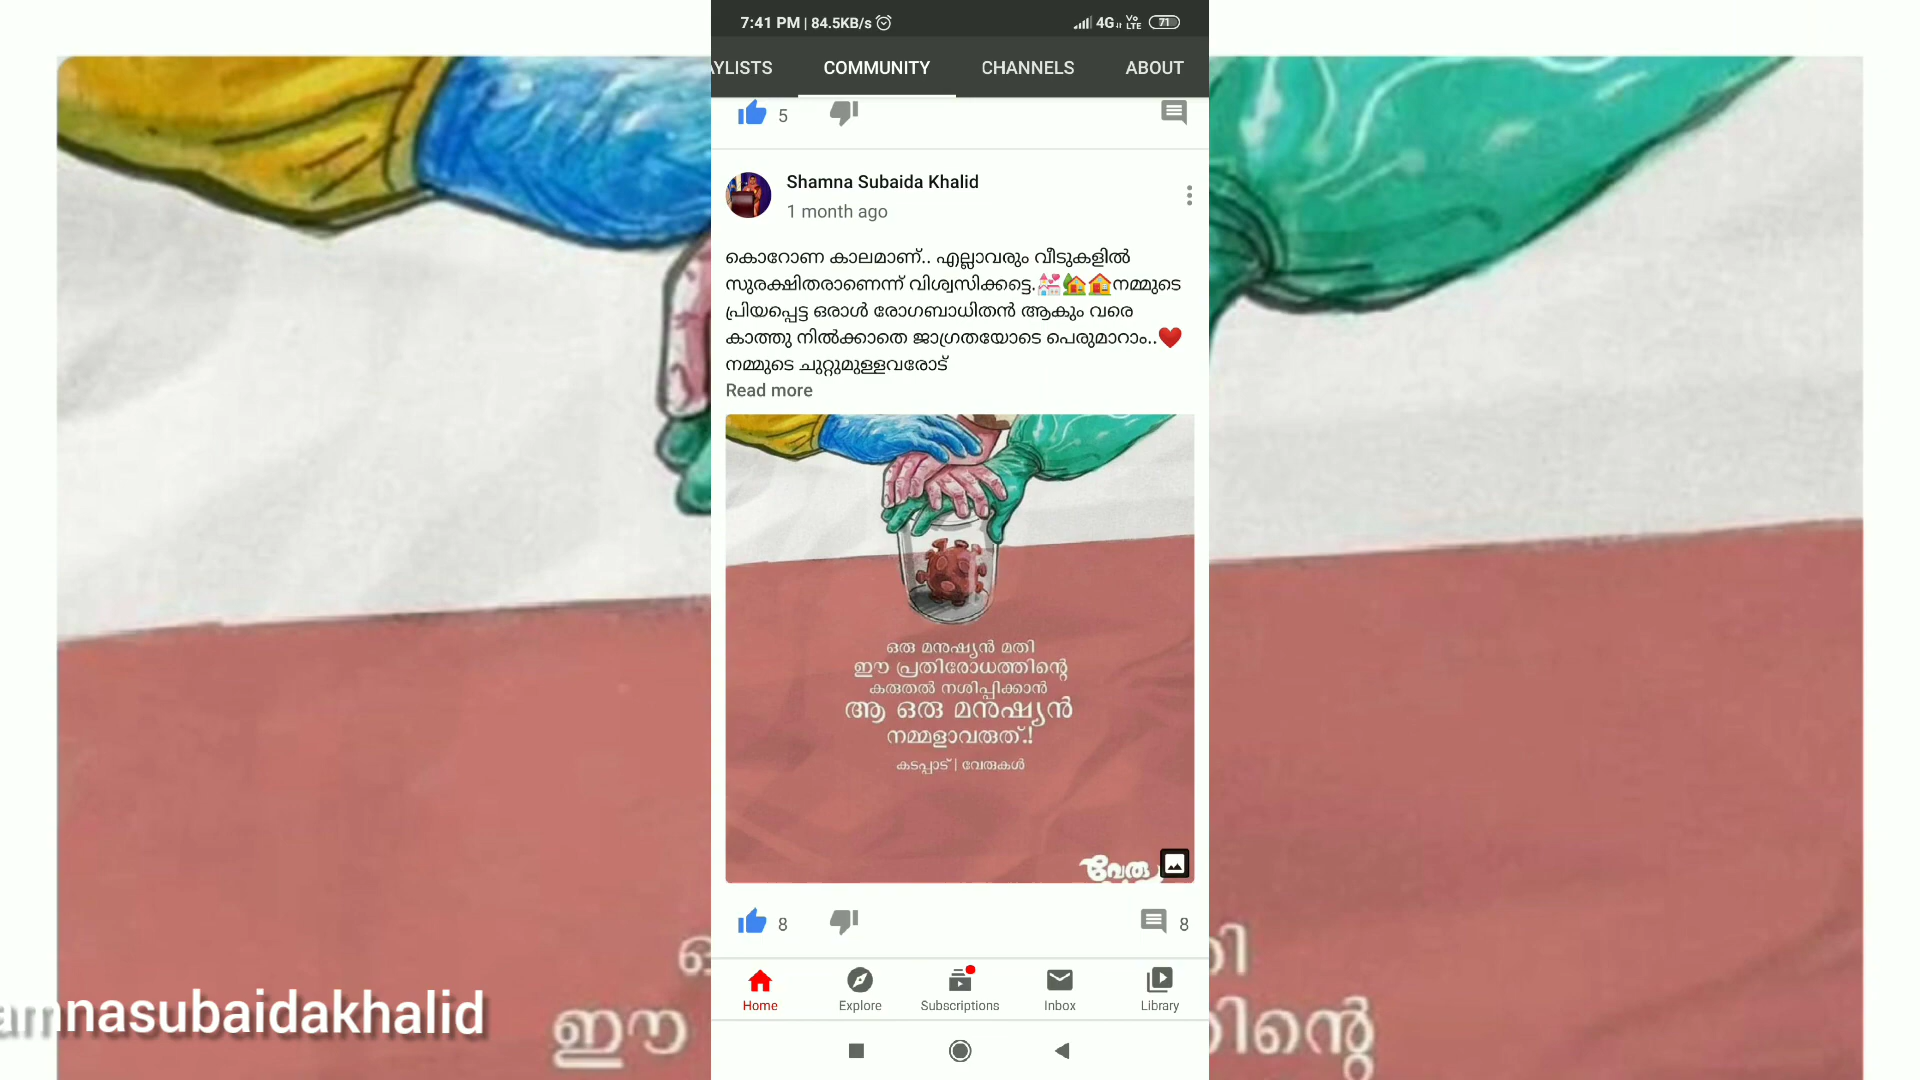 7:41 PM | 84.5KB/s
4G Vo LTE 71
YLISTS COMMUNITY CHANNELS ABOUT
5
Shamna Subaida Khalid
1 month ago
കൊറോണ കാലമാണ്.. എല്ലാവരും വീടുകളിൽ
സുരക്ഷിതരാണെന്ന് വിശ്വസിക്കട്ടെ.💒🏡🏠നമ്മുടെ
പ്രിയപ്പെട്ട ഒരാൾ രോഗബാധിതൻ ആകും വരെ
കാത്തു നിൽക്കാതെ ജാഗ്രതയോടെ പെരുമാറാം..❤️
നമ്മുടെ ചുറ്റുമുള്ളവരോട്
Read more
ഒരു മനുഷ്യൻ മതി
ഈ പ്രതിരോധത്തിന്റെ
കരുതൽ നശിപ്പിക്കാൻ
ആ ഒരു മനുഷ്യൻ
നമ്മളാവരുത്.!
കടപ്പാട് | വേരുകൾ
വേരു
8
8
Home Explore Subscriptions Inbox Library
amnasubaidakhalid
ഈ
തി
ിന്റെ